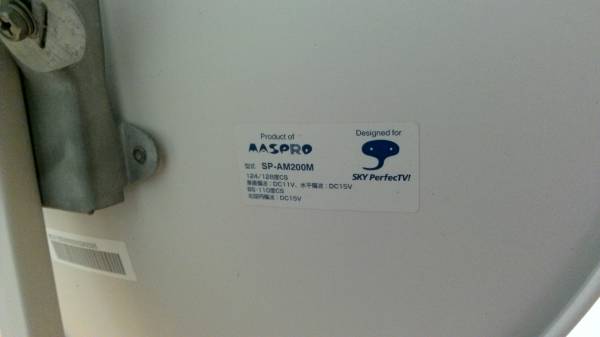 Product of
MASPRO
型式 SP-AM200M
124/128度CS
垂直偏波:DC11V、水平偏波:DC15V
BS・110度CS
右旋円偏波:DC15V
Designed for
SKY PerfecTV!